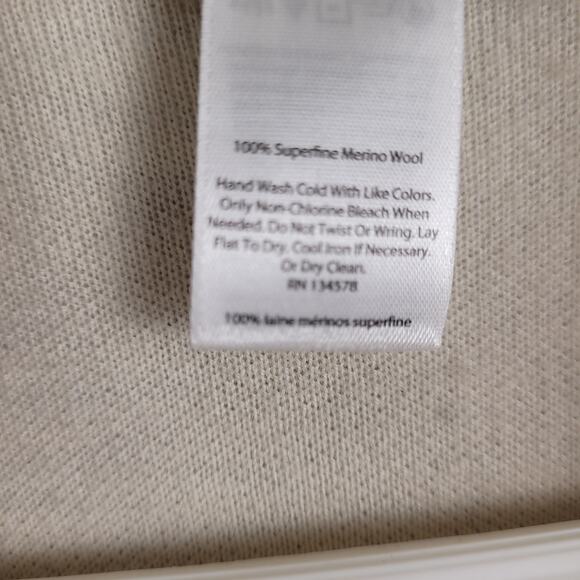 100% Superfine Merino Wool
Hand Wash Cold With Like Colors.
Only Non-Chlorine Bleach When
Needed. Do Not Twist Or Wring. Lay
Flat To Dry. Cool Iron If Necessary.
Or Dry Clean.
RN 134578
100% laine mérinos superfine